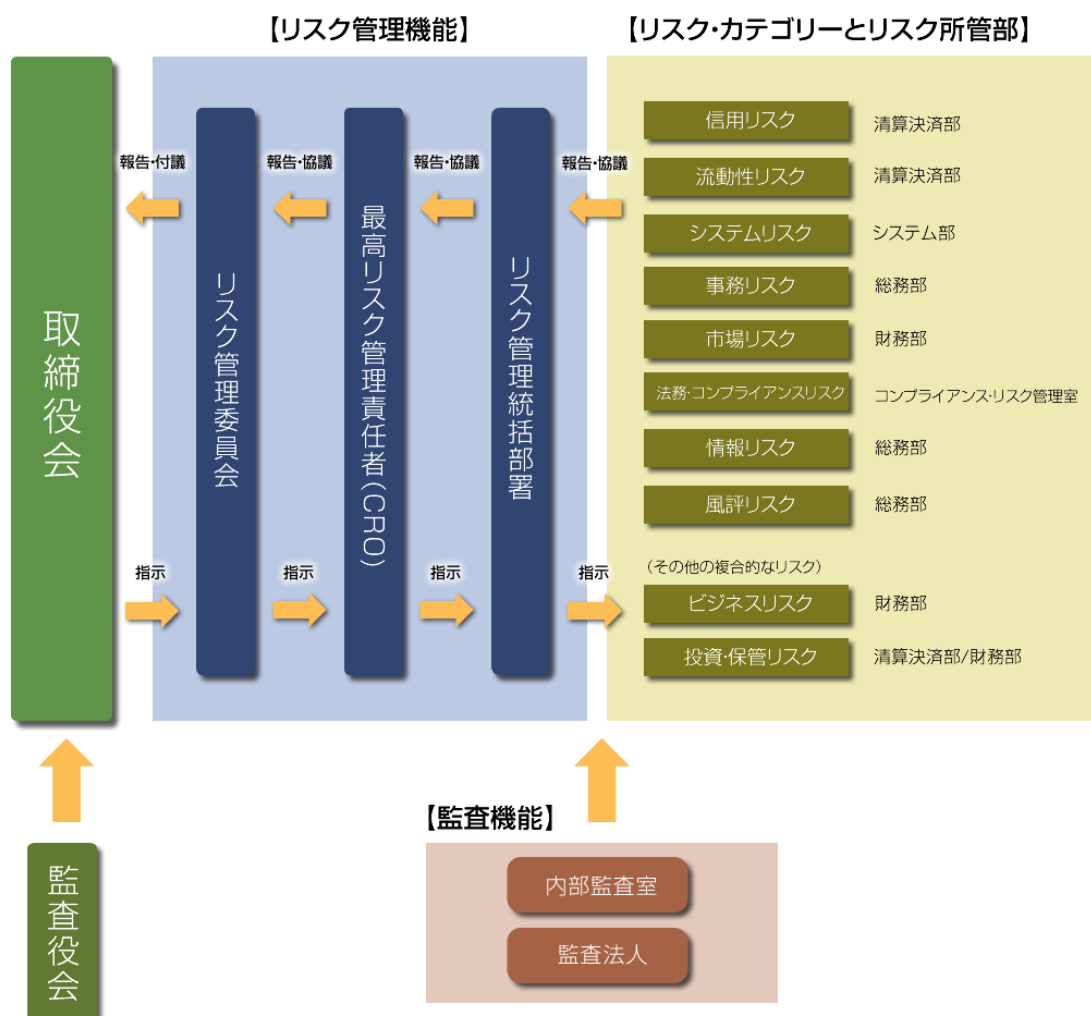 【リスク管理機能】
【リスク・カテゴリーとリスク所管部】
取締役会
報告・付議
リスク管理委員会
報告・協議
最高リスク管理責任者(CRO)
報告・協議
リスク管理統括部署
報告・協議
指示
指示
指示
指示
信用リスク 清算決済部
流動性リスク 清算決済部
システムリスク システム部
事務リスク 総務部
市場リスク 財務部
法務・コンプライアンスリスク コンプライアンス・リスク管理室
情報リスク 総務部
風評リスク 総務部
(その他の複合的なリスク)
ビジネスリスク 財務部
投資・保管リスク 清算決済部/財務部
監査役会
【監査機能】
内部監査室
監査法人